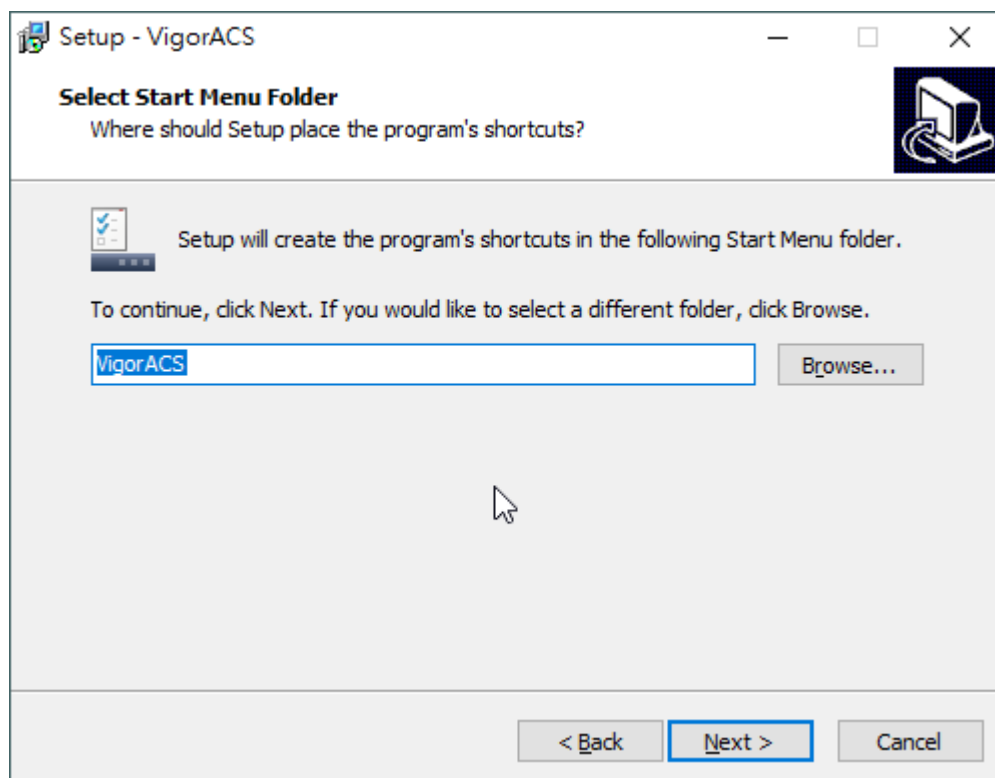 Setup - VigorACS
Select Start Menu Folder
Where should Setup place the program's shortcuts?
Setup will create the program's shortcuts in the following Start Menu folder.
To continue, click Next. If you would like to select a different folder, click Browse.
VigorACS
Browse...
< Back
Next >
Cancel